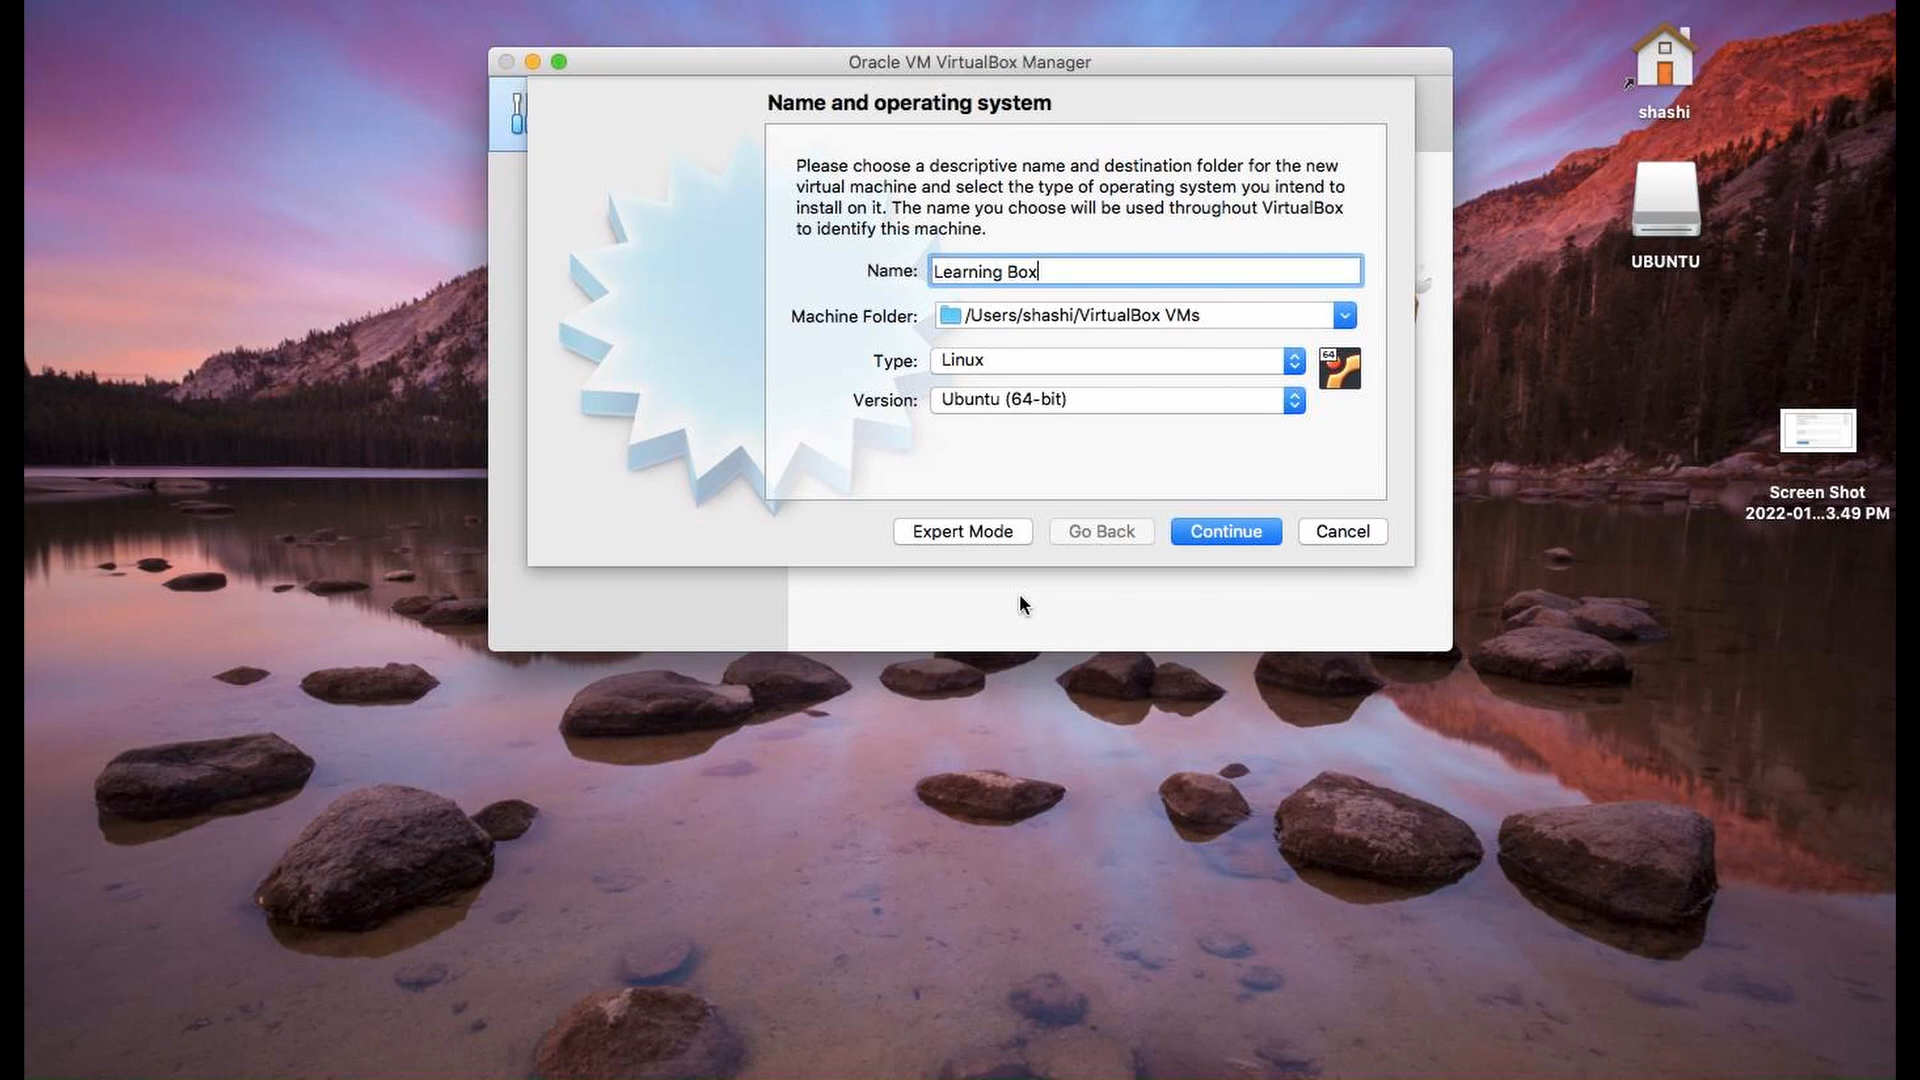 Oracle VM VirtualBox Manager
Name and operating system
Please choose a descriptive name and destination folder for the new
virtual machine and select the type of operating system you intend to
install on it. The name you choose will be used throughout VirtualBox
to identify this machine.
Name: Learning Box
Machine Folder: /Users/shashi/VirtualBox VMs
Type: Linux
64
Version: Ubuntu (64-bit)
Expert Mode Go Back Continue Cancel
shashi
UBUNTU
Screen Shot
2022-01...3.49 PM